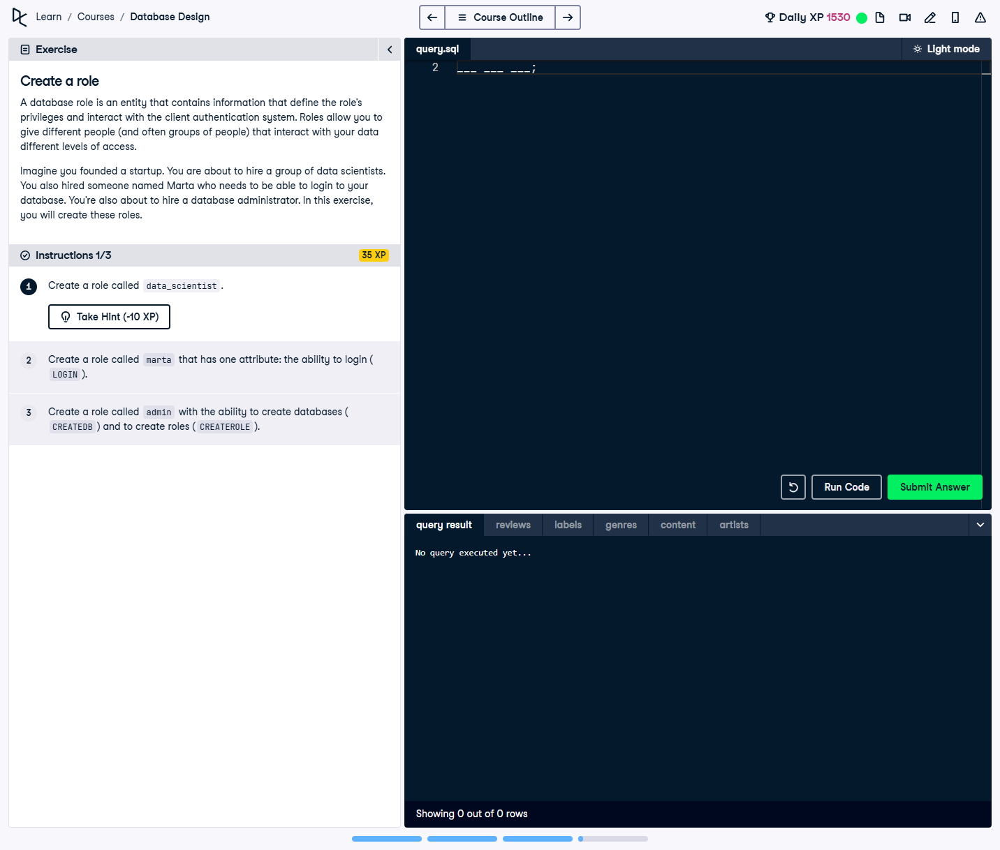 Learn / Courses / Database Design
Course Outline
Daily XP 1530
Exercise
Create a role
A database role is an entity that contains information that define the role's
privileges and interact with the client authentication system. Roles allow you to
give different people (and often groups of people) that interact with your data
different levels of access.
Imagine you founded a startup. You are about to hire a group of data scientists.
You also hired someone named Marta who needs to be able to login to your
database. You're also about to hire a database administrator. In this exercise,
you will create these roles.
Instructions 1/3
35 XP
1 Create a role called data_scientist.
Take Hint (-10 XP)
2 Create a role called marta that has one attribute: the ability to login (
LOGIN).
3 Create a role called admin with the ability to create databases (
CREATEDB) and to create roles (CREATEROLE).
query.sql
Light mode
2 ___ ___ ___;
Run Code
Submit Answer
query result
reviews
labels
genres
content
artists
No query executed yet...
Showing 0 out of 0 rows